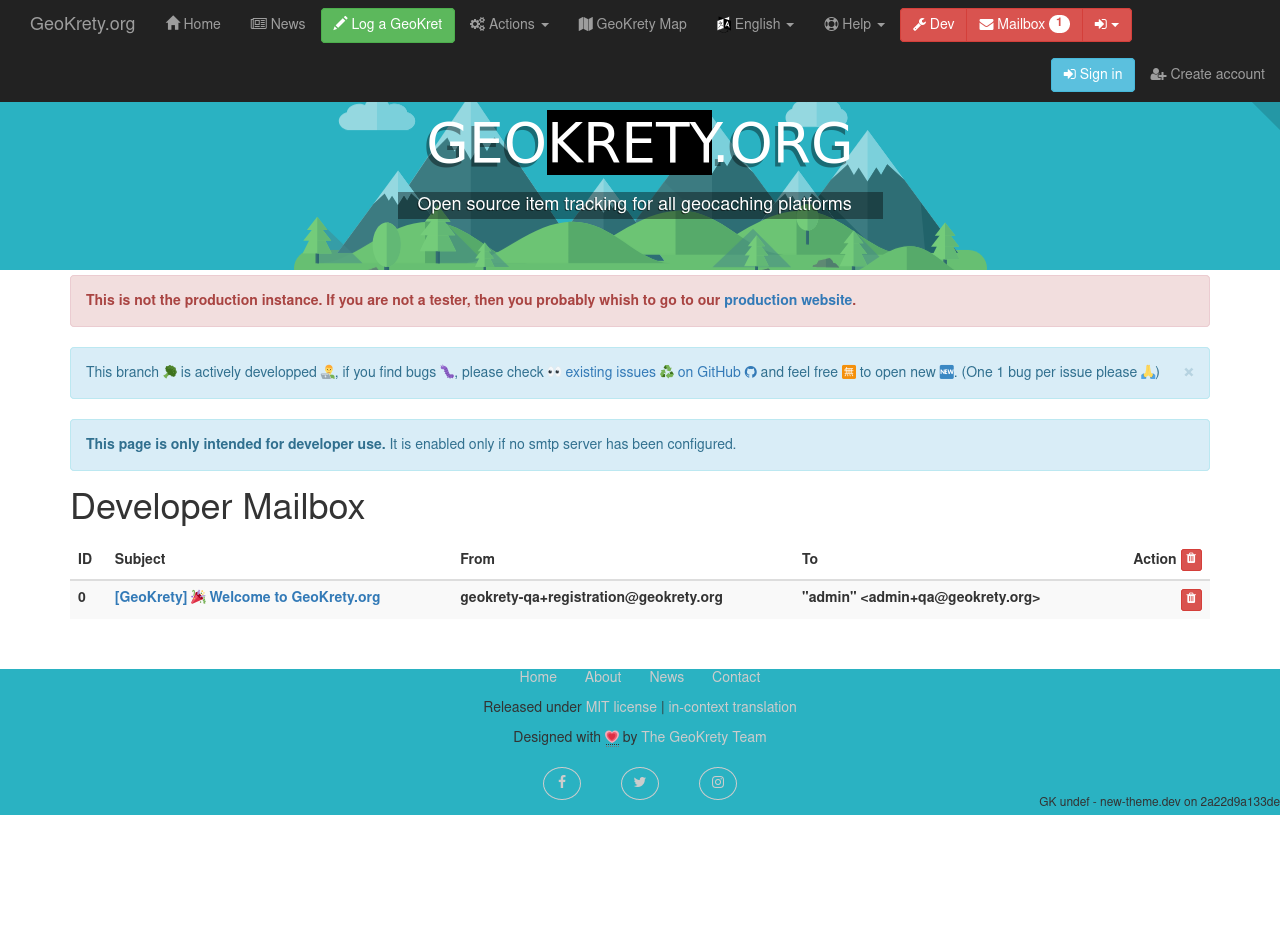 GeoKrety.org Home News Log a GeoKret Actions GeoKrety Map English Help Dev Mailbox 1
Sign in Create account
GEOKRETY.ORG
Open source item tracking for all geocaching platforms
This is not the production instance. If you are not a tester, then you probably whish to go to our production website.
This branch 🥦 is actively developped 👨‍💻, if you find bugs 🐛, please check 👀 existing issues ♻️ on GitHub and feel free 🈚 to open new 🆕. (One 1 bug per issue please 🙏) ×
This page is only intended for developer use. It is enabled only if no smtp server has been configured.
Developer Mailbox
ID Subject From To Action
0 [GeoKrety] 🎉 Welcome to GeoKrety.org geokrety-qa+registration@geokrety.org "admin" <admin+qa@geokrety.org>
Home About News Contact
Released under MIT license | in-context translation
Designed with 💗 by The GeoKrety Team
GK undef - new-theme.dev on 2a22d9a133de